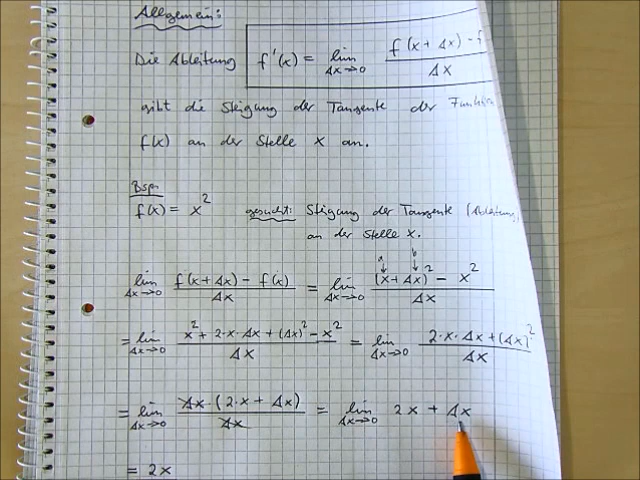 Allgemein:
Die Ableitung f'(x) = lim Δx→0 f(x + Δx) - f / Δx
gibt die Steigung der Tangente der Funktion
f(x) an der Stelle x an.
Bsp:
f(x) = x² gesucht: Steigung der Tangente (Ableitung)
an der Stelle x.
a b
lim Δx→0 f(x+Δx) - f(x) / Δx = lim Δx→0 (x+Δx)² - x² / Δx
= lim Δx→0 x² + 2·x·Δx + (Δx)² - x² / Δx = lim Δx→0 2·x·Δx + (Δx)² / Δx
= lim Δx→0 Δx·(2·x + Δx) / Δx = lim Δx→0 2x + Δx
= 2x